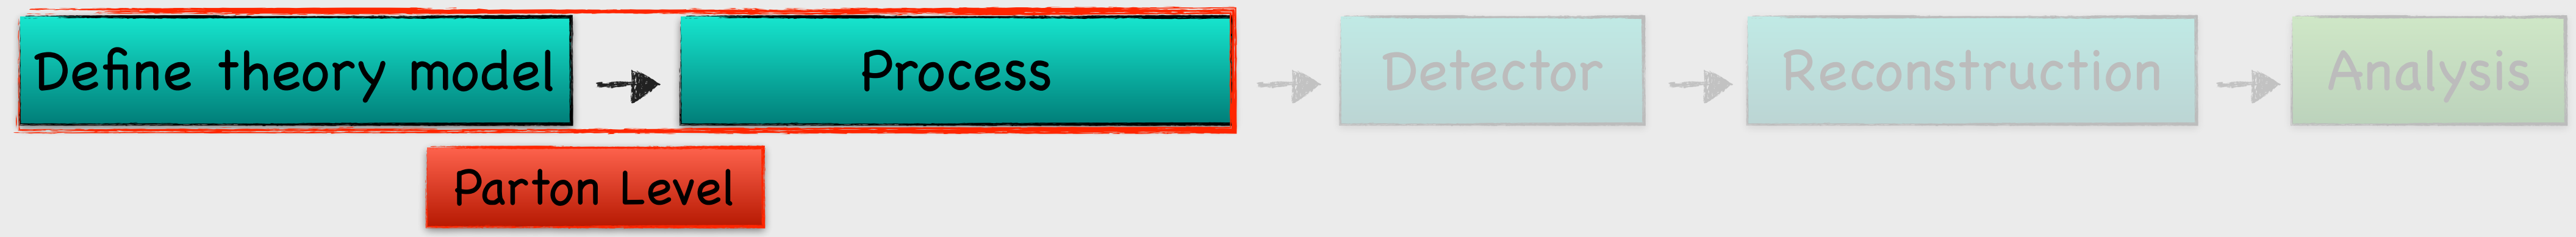 Define theory model
Process
Detector
Reconstruction
Analysis
Parton Level